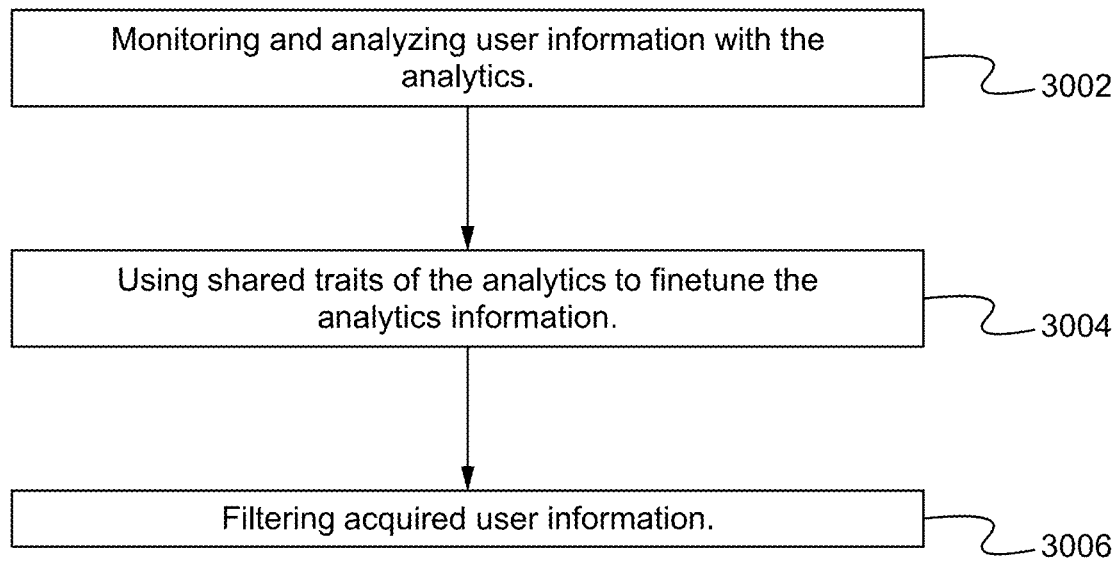 Monitoring and analyzing user information with the
analytics.
3002
Using shared traits of the analytics to finetune the
analytics information.
3004
Filtering acquired user information.
3006